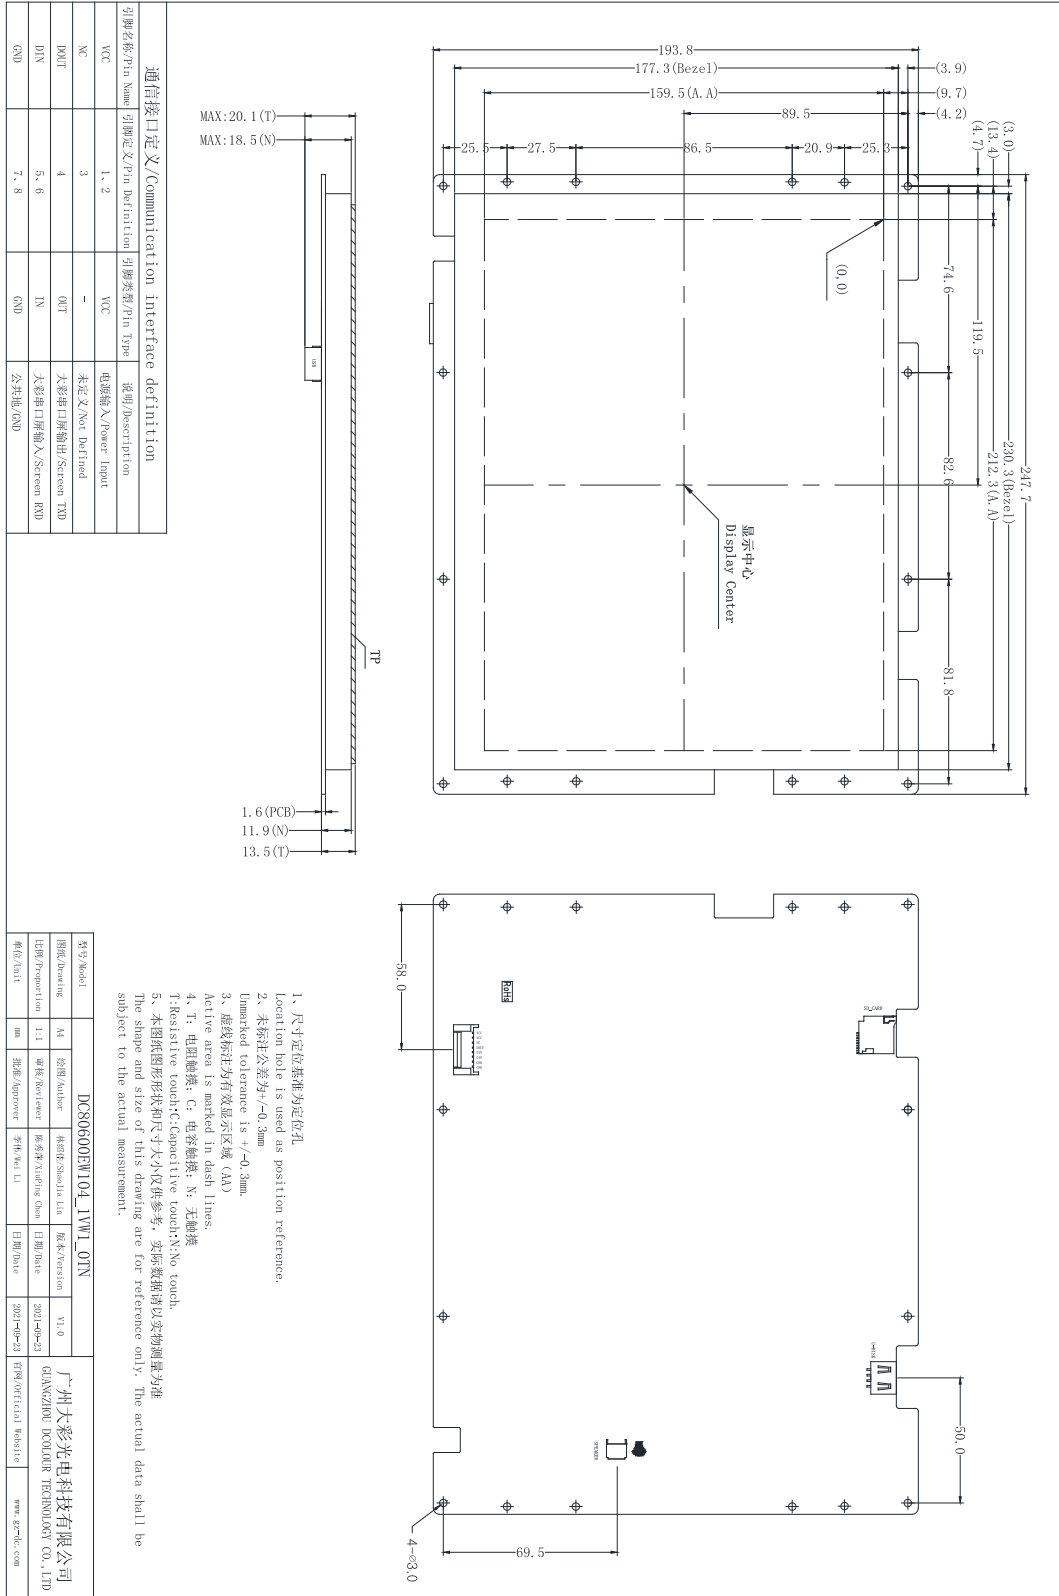 193.8
177.3(Bezel)
159.5(A.A)
89.5
(3.9)
(9.7)
(4.2)
25.5
27.5
86.5
20.9
25.3
(3.0)
(13.4)
(4.7)
247.7
230.3(Bezel)
212.3(A.A)
119.5
74.6
82.6
81.8
(0,0)
显示中心
Display Center
MAX:20.1(T)
MAX:18.5(N)
USB
TP
1.6(PCB)
11.9(N)
13.5(T)
58.0
RoHS
SD_CARD
SPEAKER
50.0
69.5
4-∅3.0
通信接口定义/Communication interface definition
引脚名称/Pin Name 引脚定义/Pin Definition 引脚类型/Pin Type 说明/Description
VCC 1、2 VCC 电源输入/Power Input
NC 3 - 未定义/Not Defined
DOUT 4 OUT 大彩串口屏输出/Screen TXD
DIN 5、6 IN 大彩串口屏输入/Screen RXD
GND 7、8 GND 公共地/GND
1、尺寸定位基准为定位孔
Location hole is used as position reference.
2、未标注公差为+/-0.3mm
Unmarked tolerance is +/-0.3mm.
3、虚线标注为有效显示区域（AA）
Active area is marked in dash lines.
4、T: 电阻触摸; C: 电容触摸; N: 无触摸
T:Resistive touch;C:Capacitive touch;N:No touch.
5、本图纸图形形状和尺寸大小仅供参考，实际数据请以实物测量为准
The shape and size of this drawing are for reference only. The actual data shall be
subject to the actual measurement.
型号/Model DC80600EW104_1VW1_0TN
图纸/Drawing A4 绘图/Author ShaoJia Lin 版本/Version V1.0
比例/Proportion 1:1 审核/Reviewer XiuPing Chen 日期/Date 2021-09-23
单位/Unit mm 批准/Approver 李伟/Wei Li 日期/Date 2021-09-23
广州大彩光电科技有限公司
GUANGZHOU DCOLOUR TECHNOLOGY CO.,LTD
官网/Official Website www.gz-dc.com